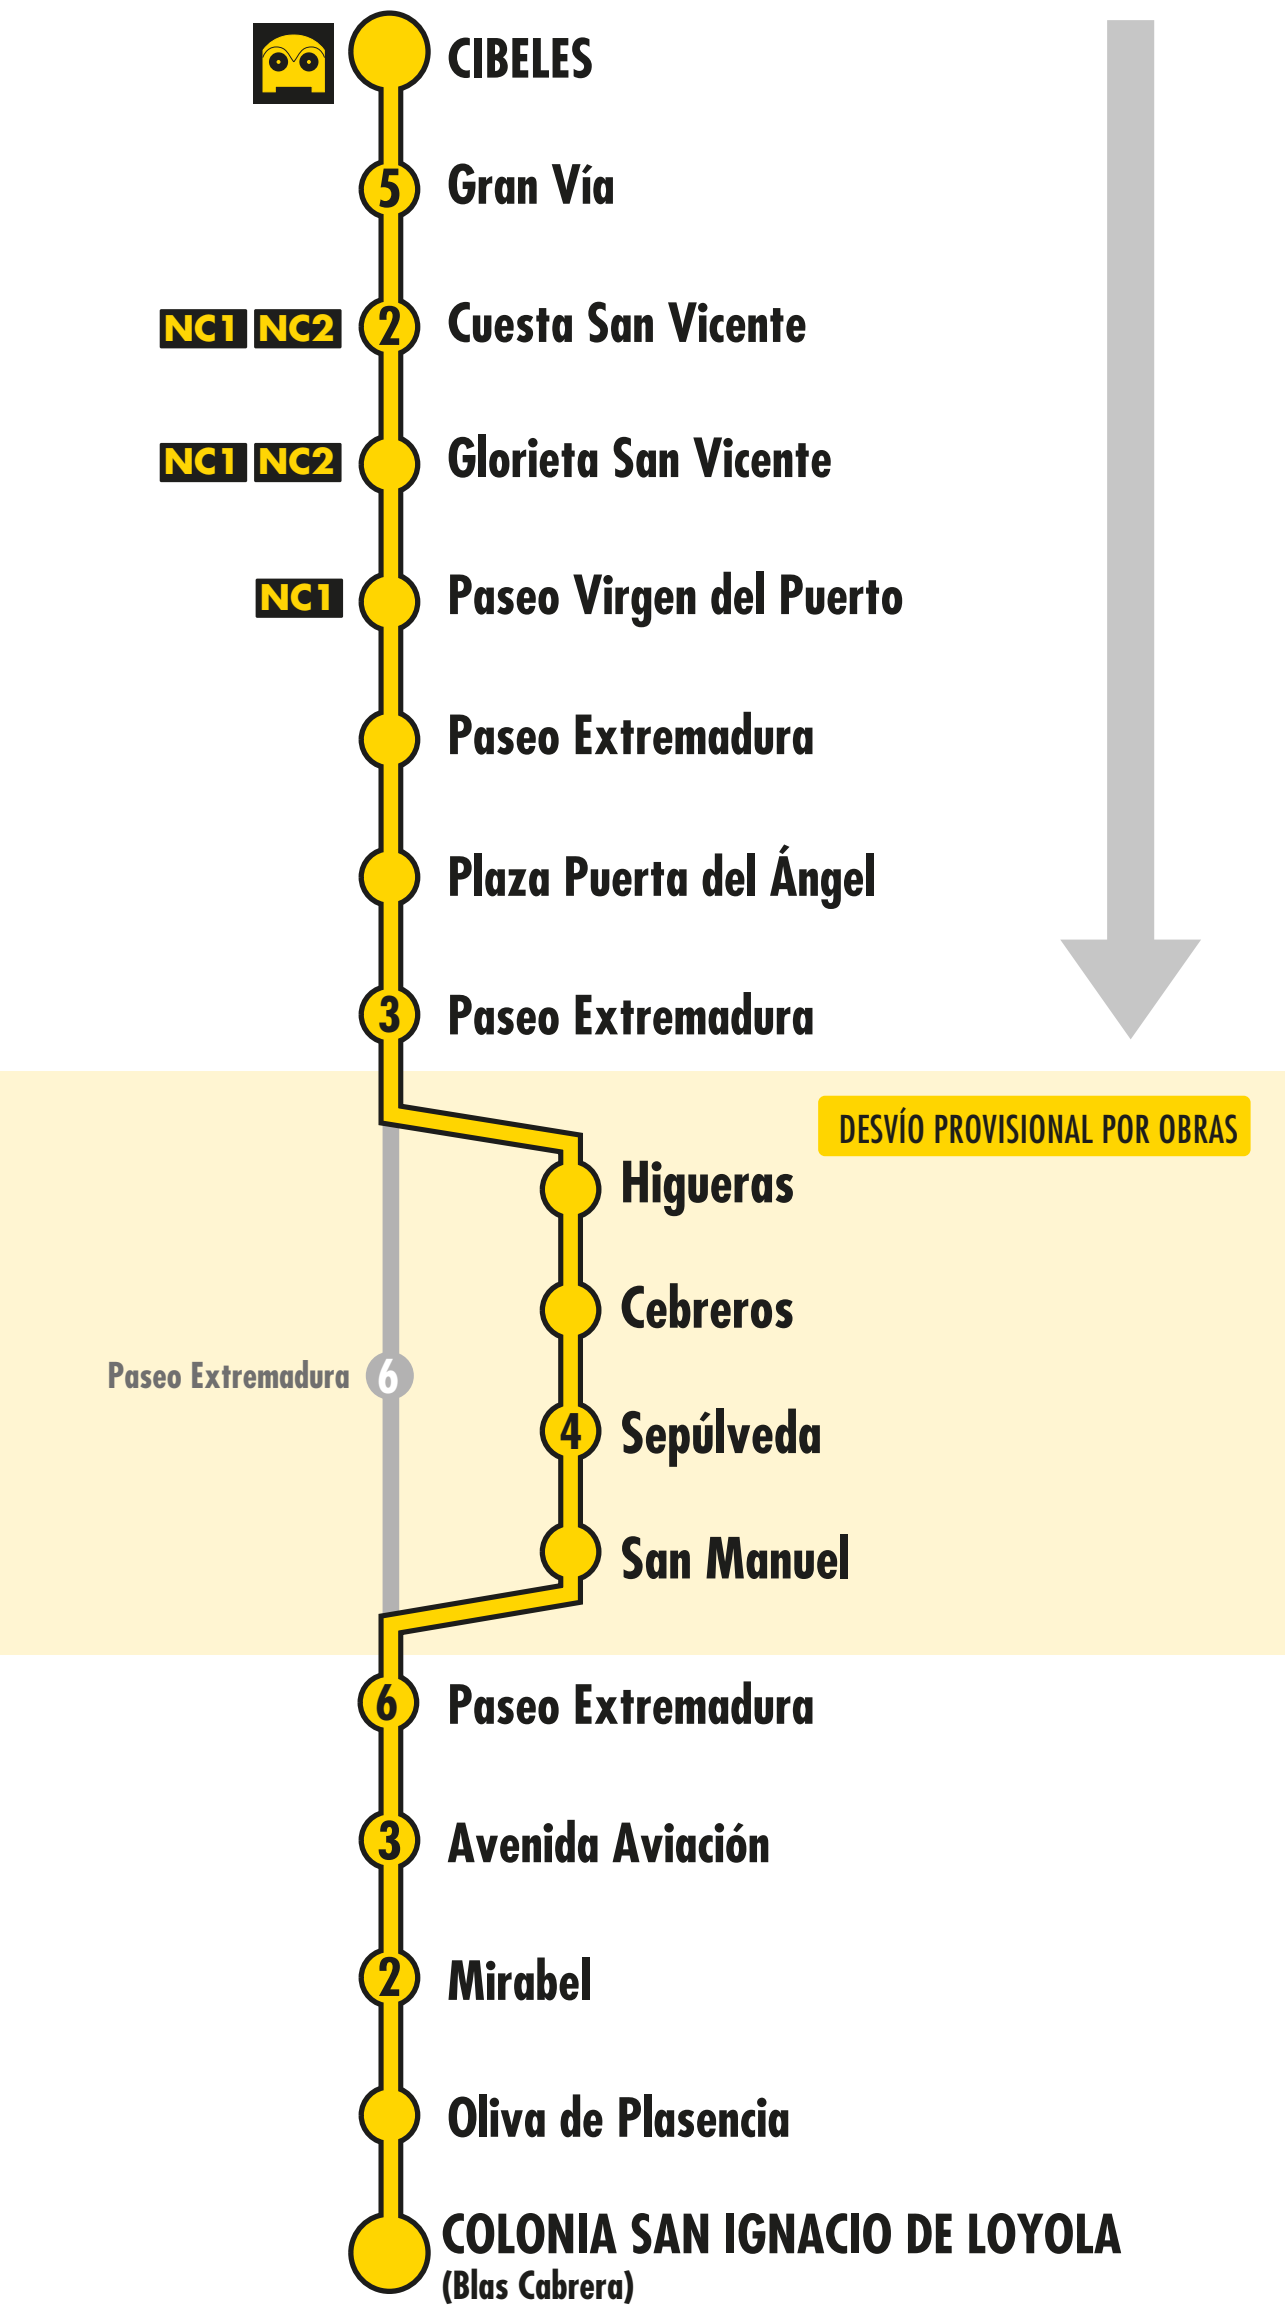 CIBELES
5 Gran Vía
NC1 NC2 2 Cuesta San Vicente
NC1 NC2 Glorieta San Vicente
NC1 Paseo Virgen del Puerto
Paseo Extremadura
Plaza Puerta del Ángel
3 Paseo Extremadura
DESVÍO PROVISIONAL POR OBRAS
Higueras
Cebreros
Paseo Extremadura 6
4 Sepúlveda
San Manuel
6 Paseo Extremadura
3 Avenida Aviación
2 Mirabel
Oliva de Plasencia
COLONIA SAN IGNACIO DE LOYOLA
(Blas Cabrera)